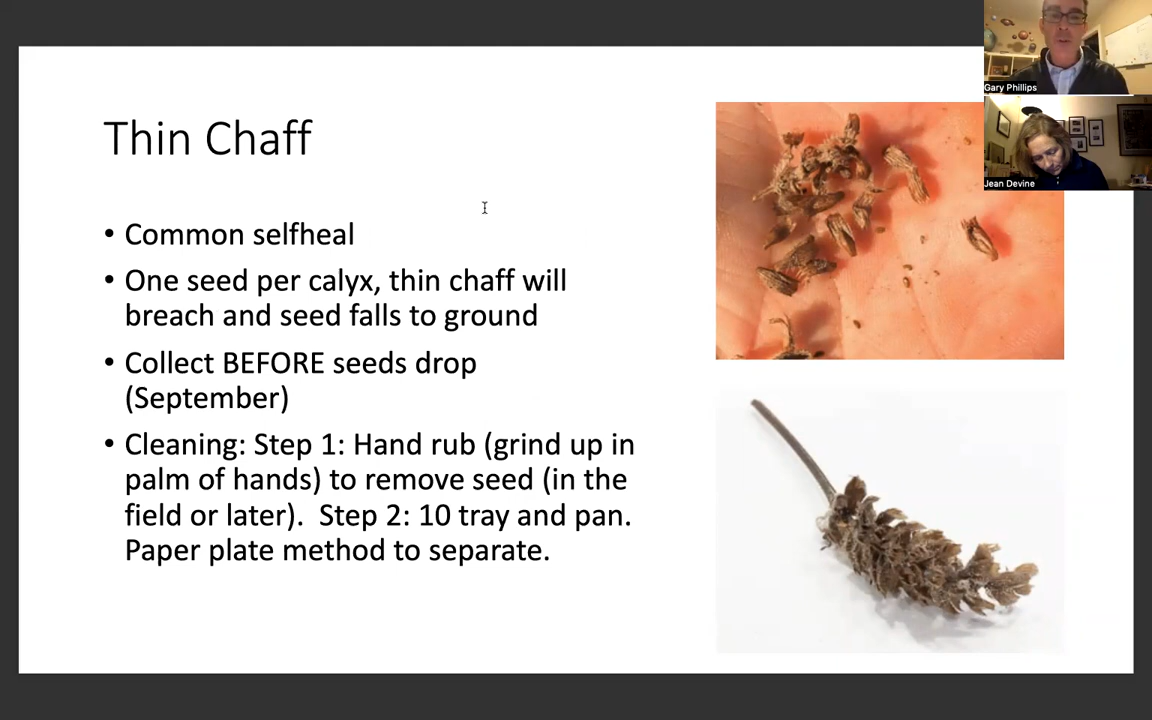 Thin Chaff
• Common selfheal
• One seed per calyx, thin chaff will
breach and seed falls to ground
• Collect BEFORE seeds drop
(September)
• Cleaning: Step 1: Hand rub (grind up in
palm of hands) to remove seed (in the
field or later).  Step 2: 10 tray and pan.
Paper plate method to separate.
Gary Phillips
Jean Devine